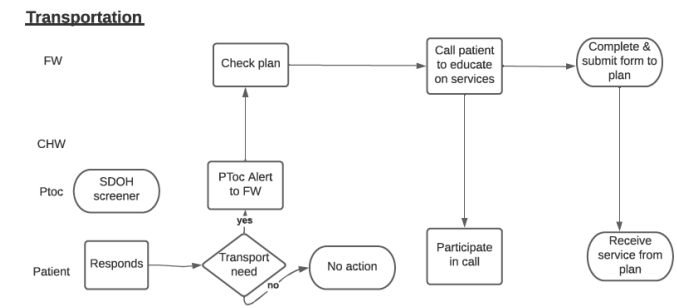 Transportation
FW
Check plan
Call patient
to educate
on services
Complete &
submit form to
plan
CHW
Ptoc
SDOH
screener
PToc Alert
to FW
yes
Patient
Responds
Transport
need
no
No action
Participate
in call
Receive
service from
plan